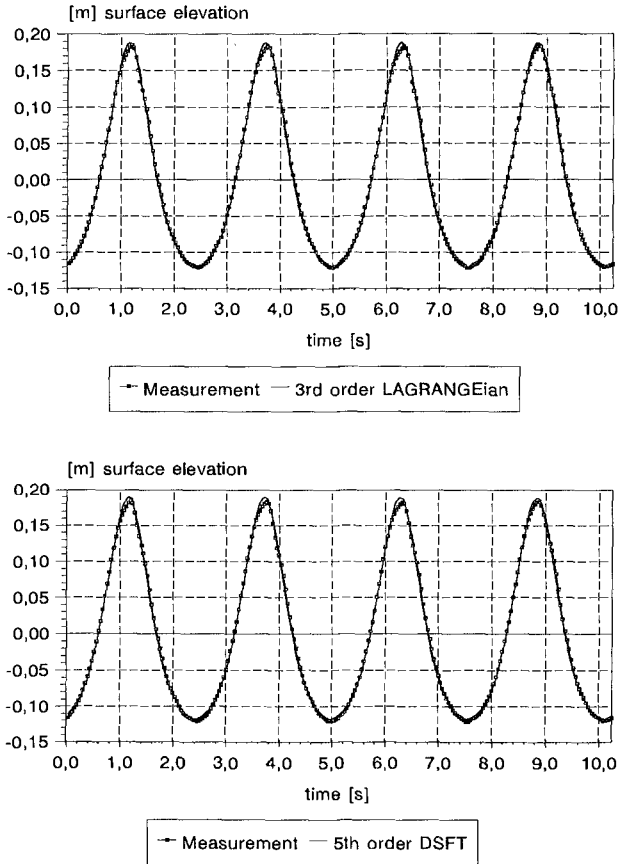 [m] surface elevation
0,20
0,15
0,10
0,05
0,00
-0,05
-0,10
-0,15
0,0 1,0 2,0 3,0 4,0 5,0 6,0 7,0 8,0 9,0 10,0
time [s]
Measurement 3rd order LAGRANGEian
[m] surface elevation
0,20
0,15
0,10
0,05
0,00
-0,05
-0,10
-0,15
0,0 1,0 2,0 3,0 4,0 5,0 6,0 7,0 8,0 9,0 10,0
time [s]
Measurement 5th order DSFT